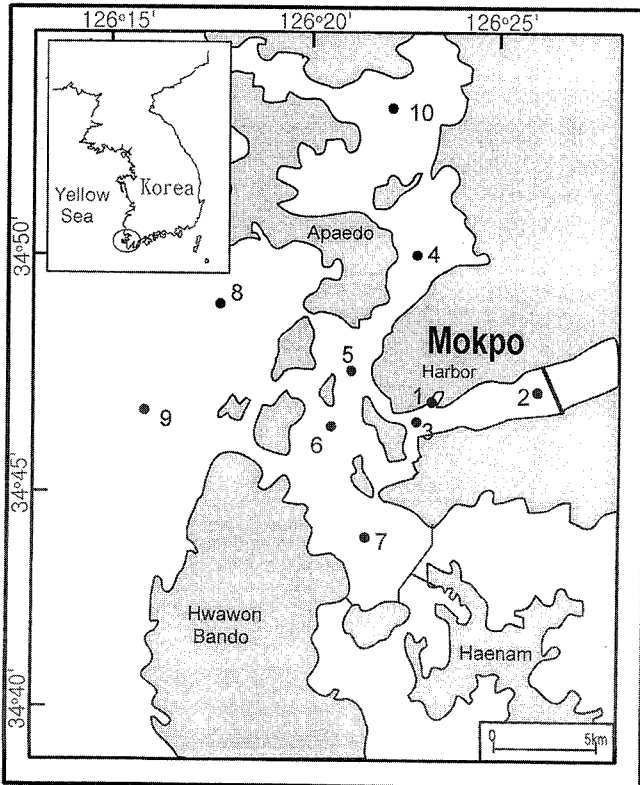 126°15'
126°20'
126°25'
34°50'
34°45'
34°40'
Yellow
Sea
Korea
10
Apaedo
4
8
Mokpo
Harbor
5
1
2
9
6
3
7
Hwawon
Bando
Haenam
0
5km